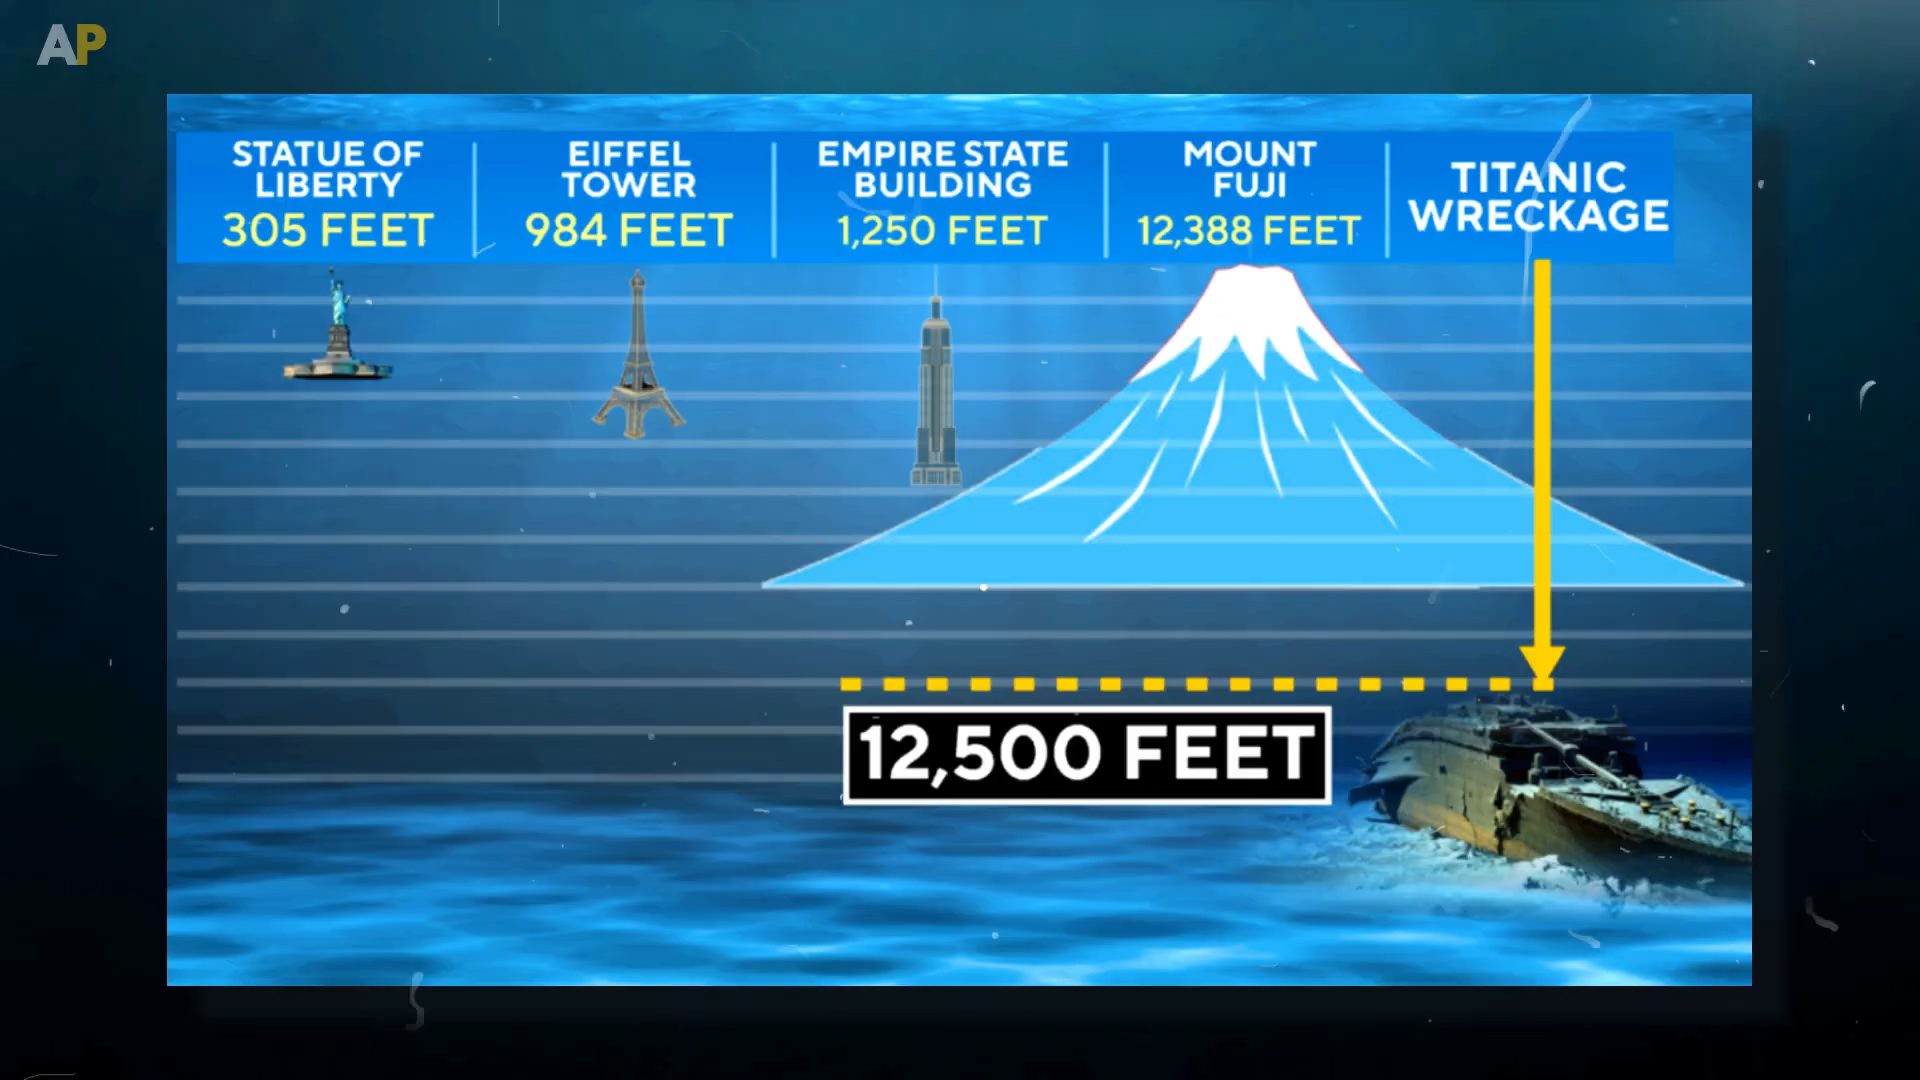 AP
STATUE OF
LIBERTY
305 FEET
EIFFEL
TOWER
984 FEET
EMPIRE STATE
BUILDING
1,250 FEET
MOUNT
FUJI
12,388 FEET
TITANIC
WRECKAGE
12,500 FEET